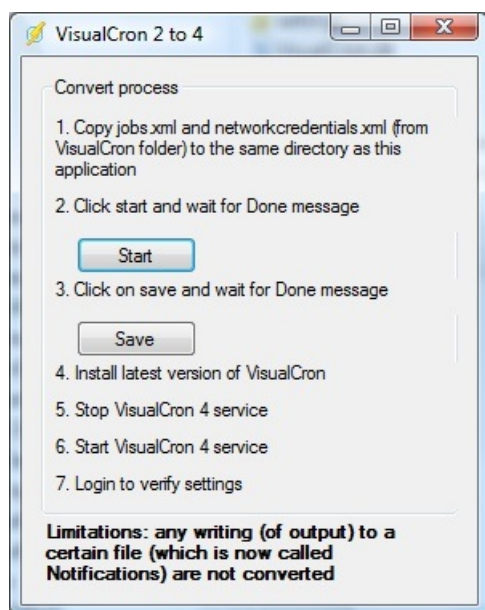 VisualCron 2 to 4
Convert process
1. Copy jobs.xml and networkcredentials.xml (from
VisualCron folder) to the same directory as this
application
2. Click start and wait for Done message
Start
3. Click on save and wait for Done message
Save
4. Install latest version of VisualCron
5. Stop VisualCron 4 service
6. Start VisualCron 4 service
7. Login to verify settings
Limitations: any writing (of output) to a
certain file (which is now called
Notifications) are not converted